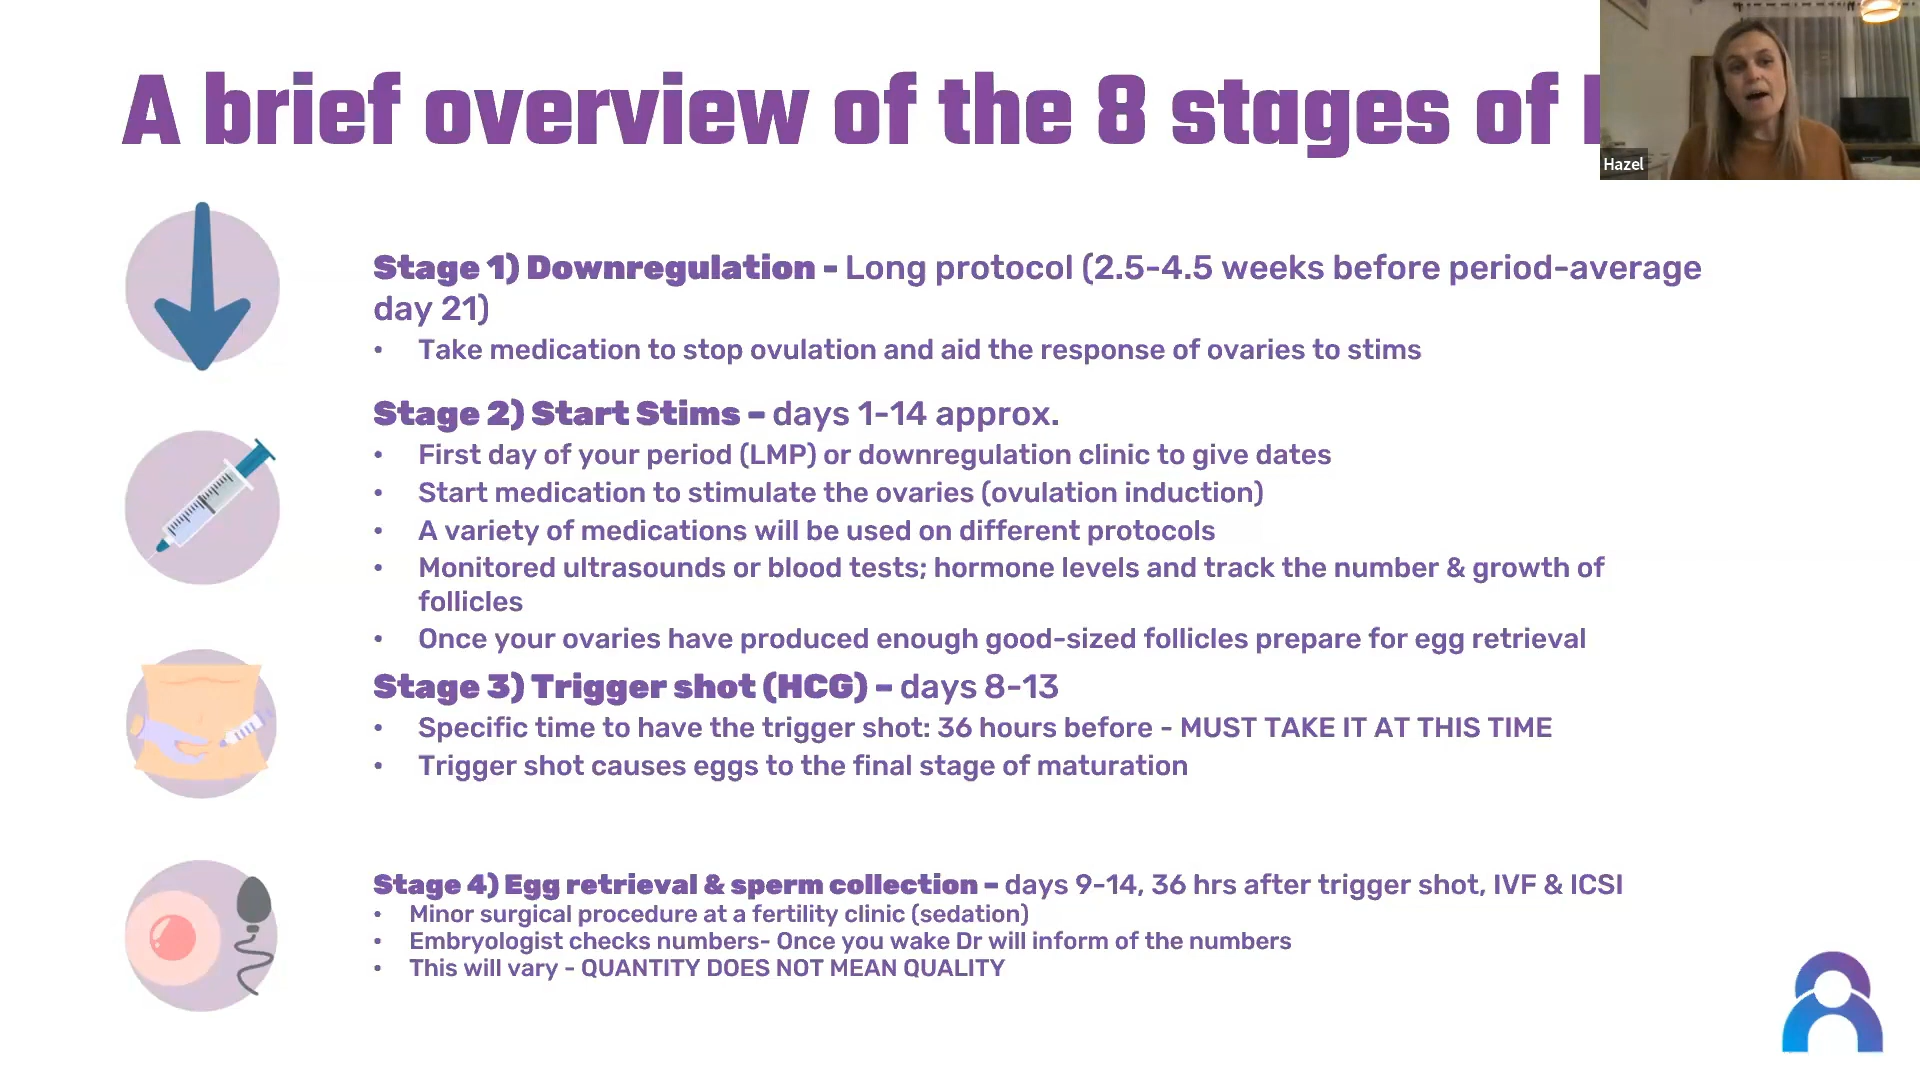 A brief overview of the 8 stages of
Hazel
Stage 1) Downregulation - Long protocol (2.5-4.5 weeks before period-average
day 21)
• Take medication to stop ovulation and aid the response of ovaries to stims
Stage 2) Start Stims – days 1-14 approx.
• First day of your period (LMP) or downregulation clinic to give dates
• Start medication to stimulate the ovaries (ovulation induction)
• A variety of medications will be used on different protocols
• Monitored ultrasounds or blood tests; hormone levels and track the number & growth of
follicles
• Once your ovaries have produced enough good-sized follicles prepare for egg retrieval
Stage 3) Trigger shot (HCG) – days 8-13
• Specific time to have the trigger shot: 36 hours before - MUST TAKE IT AT THIS TIME
• Trigger shot causes eggs to the final stage of maturation
Stage 4) Egg retrieval & sperm collection – days 9-14, 36 hrs after trigger shot, IVF & ICSI
• Minor surgical procedure at a fertility clinic (sedation)
• Embryologist checks numbers- Once you wake Dr will inform of the numbers
• This will vary - QUANTITY DOES NOT MEAN QUALITY